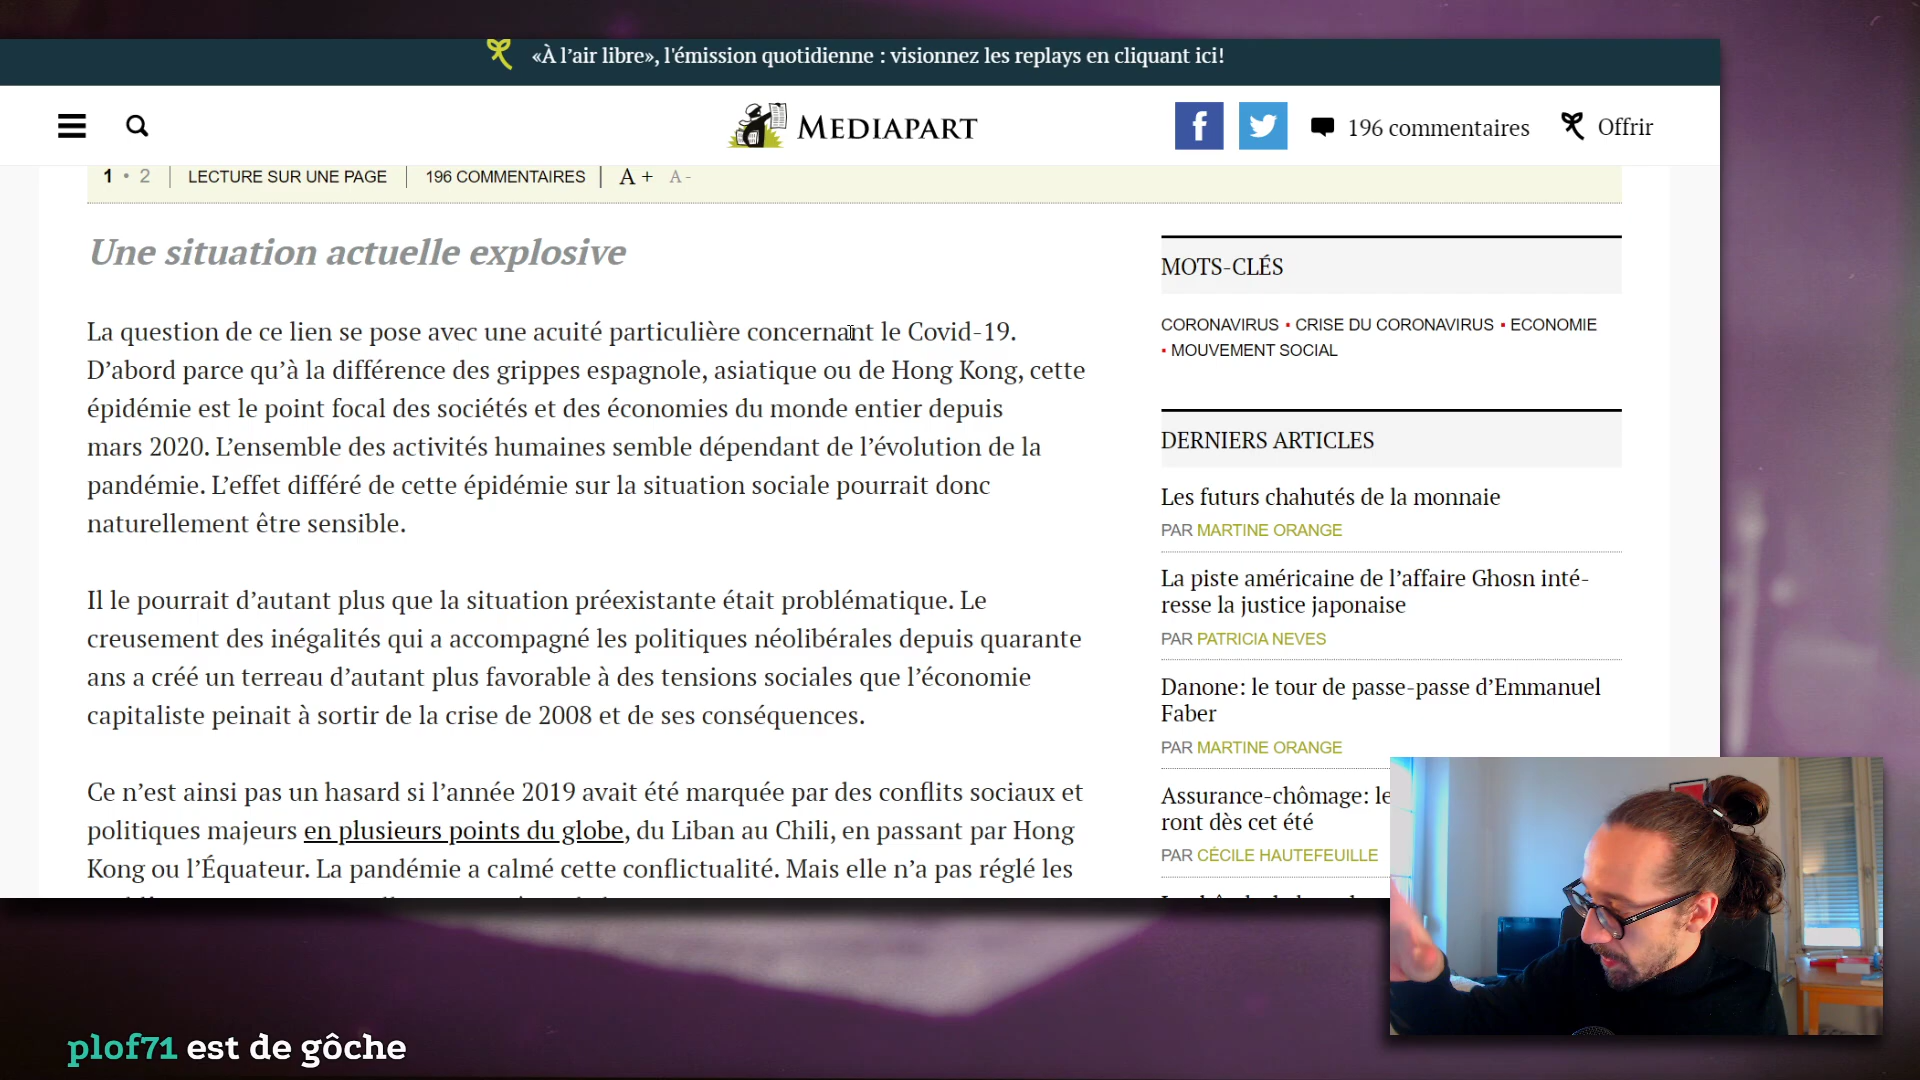 «À l’air libre», l'émission quotidienne : visionnez les replays en cliquant ici!
MEDIAPART
f
196 commentaires
Offrir
1 • 2
LECTURE SUR UNE PAGE
196 COMMENTAIRES
A +
A -
Une situation actuelle explosive
La question de ce lien se pose avec une acuité particulière concernant le Covid-19.
D’abord parce qu’à la différence des grippes espagnole, asiatique ou de Hong Kong, cette
épidémie est le point focal des sociétés et des économies du monde entier depuis
mars 2020. L’ensemble des activités humaines semble dépendant de l’évolution de la
pandémie. L’effet différé de cette épidémie sur la situation sociale pourrait donc
naturellement être sensible.
Il le pourrait d’autant plus que la situation préexistante était problématique. Le
creusement des inégalités qui a accompagné les politiques néolibérales depuis quarante
ans a créé un terreau d’autant plus favorable à des tensions sociales que l’économie
capitaliste peinait à sortir de la crise de 2008 et de ses conséquences.
Ce n’est ainsi pas un hasard si l’année 2019 avait été marquée par des conflits sociaux et
politiques majeurs en plusieurs points du globe, du Liban au Chili, en passant par Hong
Kong ou l’Équateur. La pandémie a calmé cette conflictualité. Mais elle n’a pas réglé les
MOTS-CLÉS
CORONAVIRUS • CRISE DU CORONAVIRUS • ECONOMIE
• MOUVEMENT SOCIAL
DERNIERS ARTICLES
Les futurs chahutés de la monnaie
PAR MARTINE ORANGE
La piste américaine de l’affaire Ghosn inté-
resse la justice japonaise
PAR PATRICIA NEVES
Danone: le tour de passe-passe d’Emmanuel
Faber
PAR MARTINE ORANGE
Assurance-chômage: le
ront dès cet été
PAR CÉCILE HAUTEFEUILLE
plof71 est de gôche